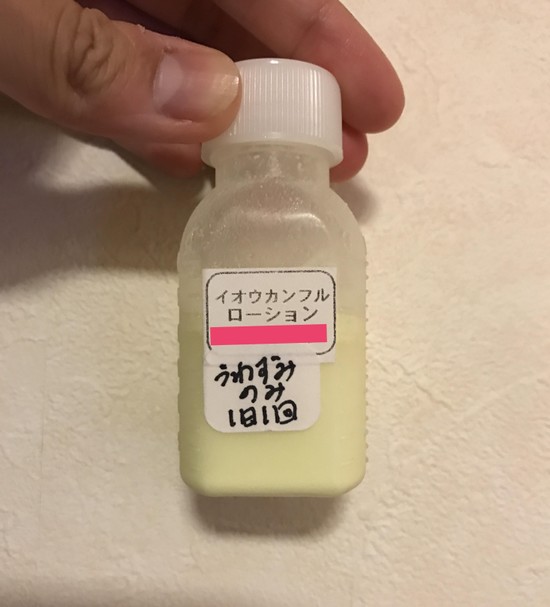 イオウカンフル
ローション
うわずみ
のみ
1日1回